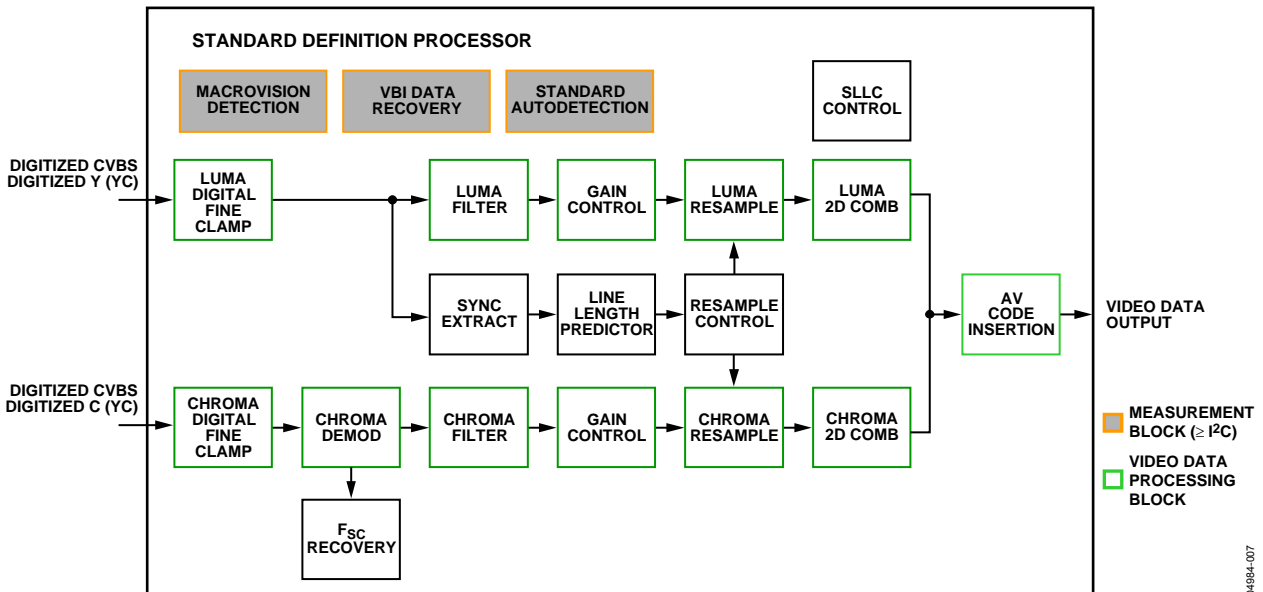 STANDARD DEFINITION PROCESSOR
MACROVISION
DETECTION
VBI DATA
RECOVERY
STANDARD
AUTODETECTION
SLLC
CONTROL
DIGITIZED CVBS
DIGITIZED Y (YC)
LUMA
DIGITAL
FINE
CLAMP
LUMA
FILTER
GAIN
CONTROL
LUMA
RESAMPLE
LUMA
2D COMB
SYNC
EXTRACT
LINE
LENGTH
PREDICTOR
RESAMPLE
CONTROL
AV
CODE
INSERTION
VIDEO DATA
OUTPUT
DIGITIZED CVBS
DIGITIZED C (YC)
CHROMA
DIGITAL
FINE
CLAMP
CHROMA
DEMOD
CHROMA
FILTER
GAIN
CONTROL
CHROMA
RESAMPLE
CHROMA
2D COMB
FSC
RECOVERY
MEASUREMENT
BLOCK (≥ I2C)
VIDEO DATA
PROCESSING
BLOCK